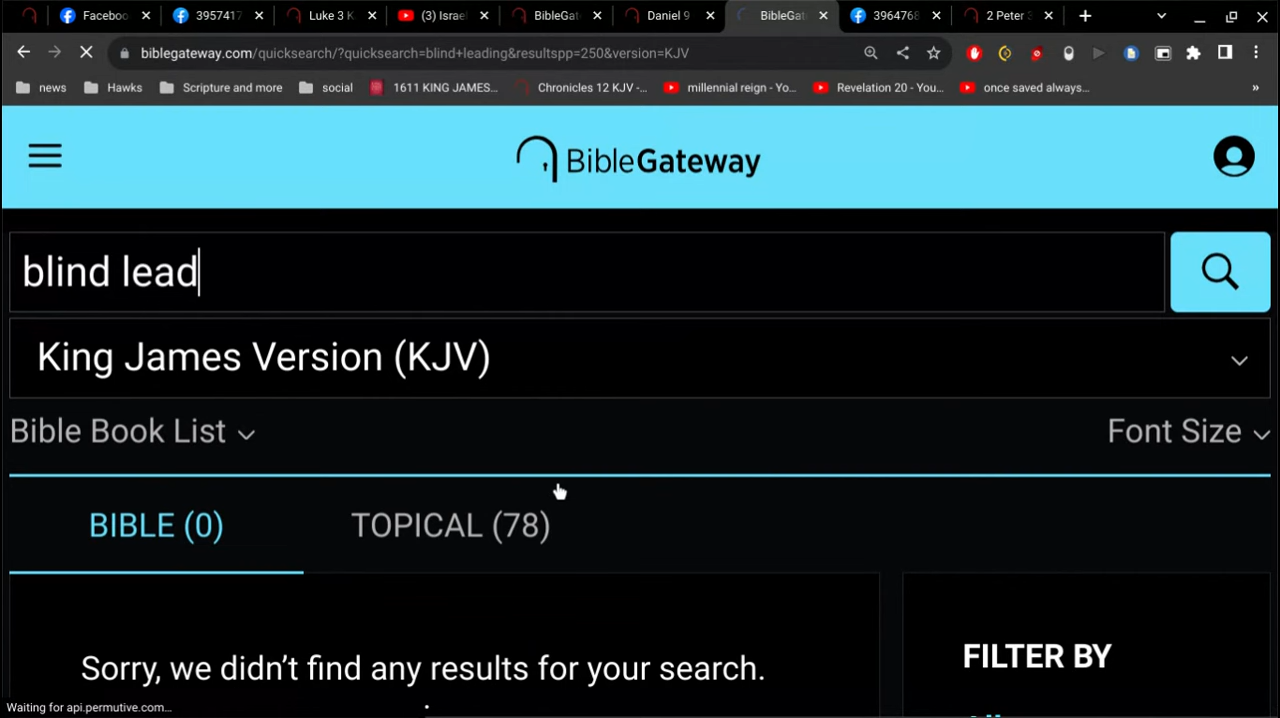 Faceboo
3957417
Luke 3 K
(3) Israe
BibleGat
Daniel 9
BibleGat
3964768
2 Peter 3
biblegateway.com/quicksearch/?quicksearch=blind+leading&resultspp=250&version=KJV
news
Hawks
Scripture and more
social
1611 KING JAMES...
Chronicles 12 KJV -...
millennial reign - Yo...
Revelation 20 - You...
once saved always...
»
BibleGateway
blind lead
King James Version (KJV)
Bible Book List
Font Size
BIBLE (0)
TOPICAL (78)
Sorry, we didn't find any results for your search.
FILTER BY
Waiting for api.permutive.com...